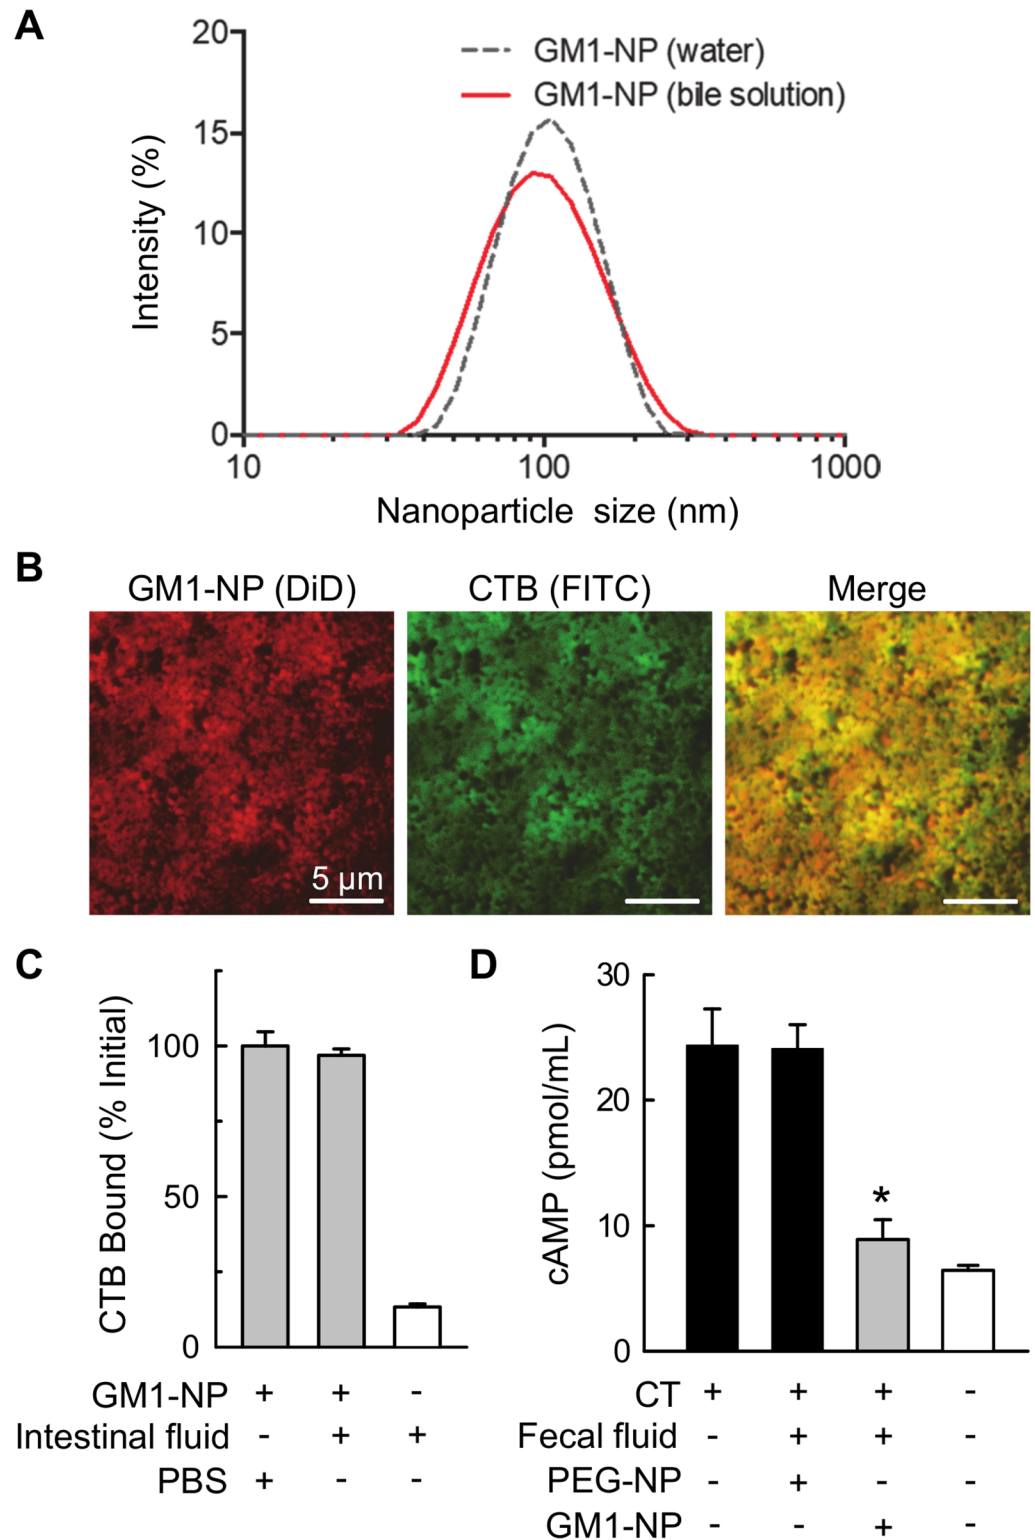 A
20
15
10
5
0
Intensity (%)
GM1-NP (water)
GM1-NP (bile solution)
10 100 1000
Nanoparticle size (nm)
B
GM1-NP (DiD) CTB (FITC) Merge
5 µm
C
CTB Bound (% Initial)
100
50
0
GM1-NP + + -
Intestinal fluid - + +
PBS + - -
D
cAMP (pmol/mL)
30
20
10
0
*
CT + + + -
Fecal fluid - + + -
PEG-NP - + - -
GM1-NP - - + -